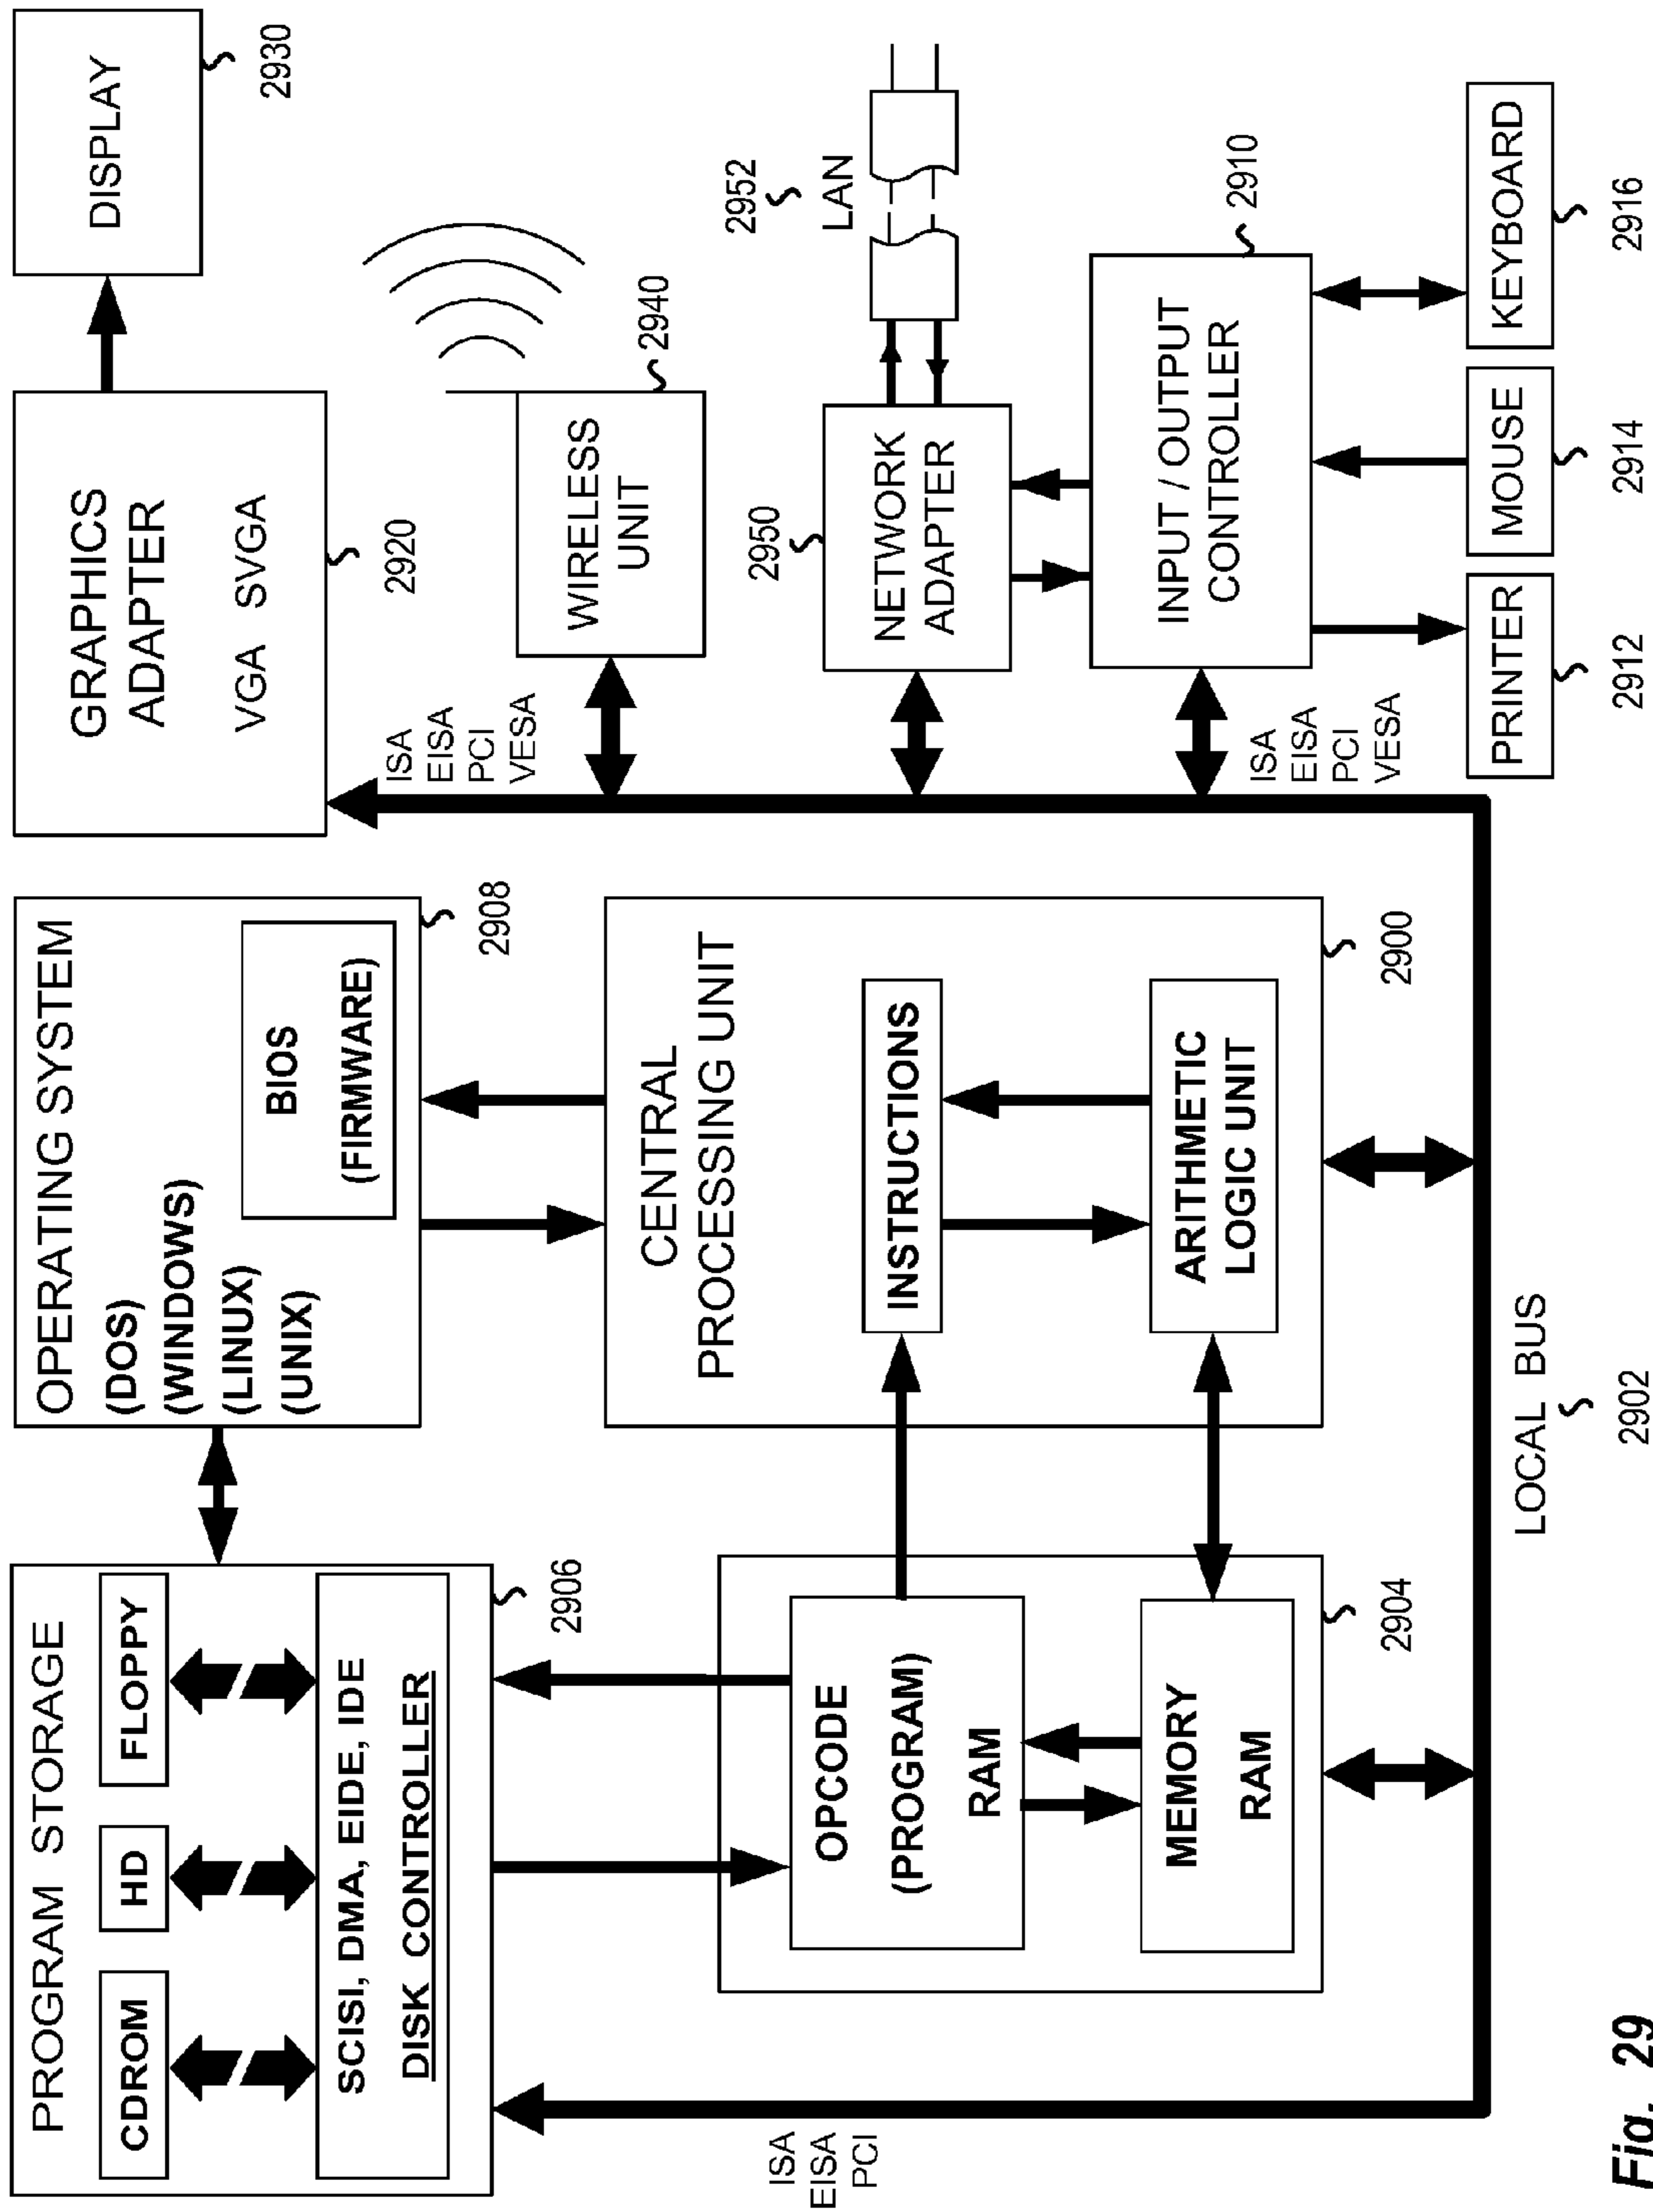 PROGRAM STORAGE
CDROM
HD
FLOPPY
SCISI, DMA, EIDE, IDE
DISK CONTROLLER
2906
OPERATING SYSTEM
(DOS)
(WINDOWS)
(LINUX)
(UNIX)
BIOS
(FIRMWARE)
2908
GRAPHICS
ADAPTER
VGA SVGA
2920
DISPLAY
2930
ISA
EISA
PCI
VESA
WIRELESS
UNIT
2940
OPCODE
(PROGRAM)
RAM
MEMORY
RAM
2904
CENTRAL
PROCESSING UNIT
INSTRUCTIONS
ARITHMETIC
LOGIC UNIT
2900
2950
NETWORK
ADAPTER
2952
LAN
INPUT / OUTPUT
CONTROLLER
2910
ISA
EISA
PCI
VESA
ISA
EISA
PCI
PRINTER
2912
MOUSE
2914
KEYBOARD
2916
LOCAL BUS
2902
Fig. 29